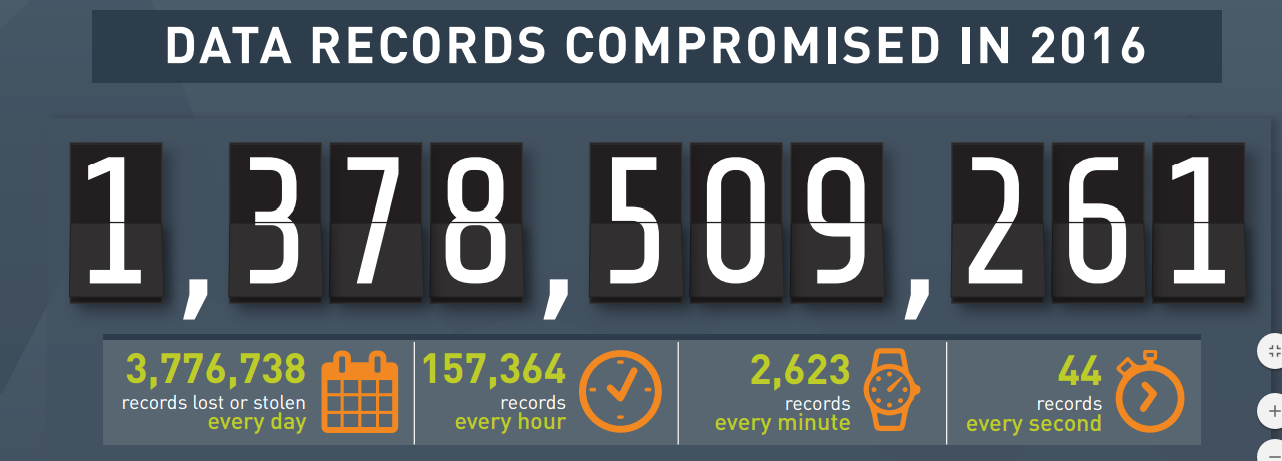 DATA RECORDS COMPROMISED IN 2016
1,378,509,261
3,776,738
records lost or stolen
every day
157,364
records
every hour
2,623
records
every minute
44
records
every second